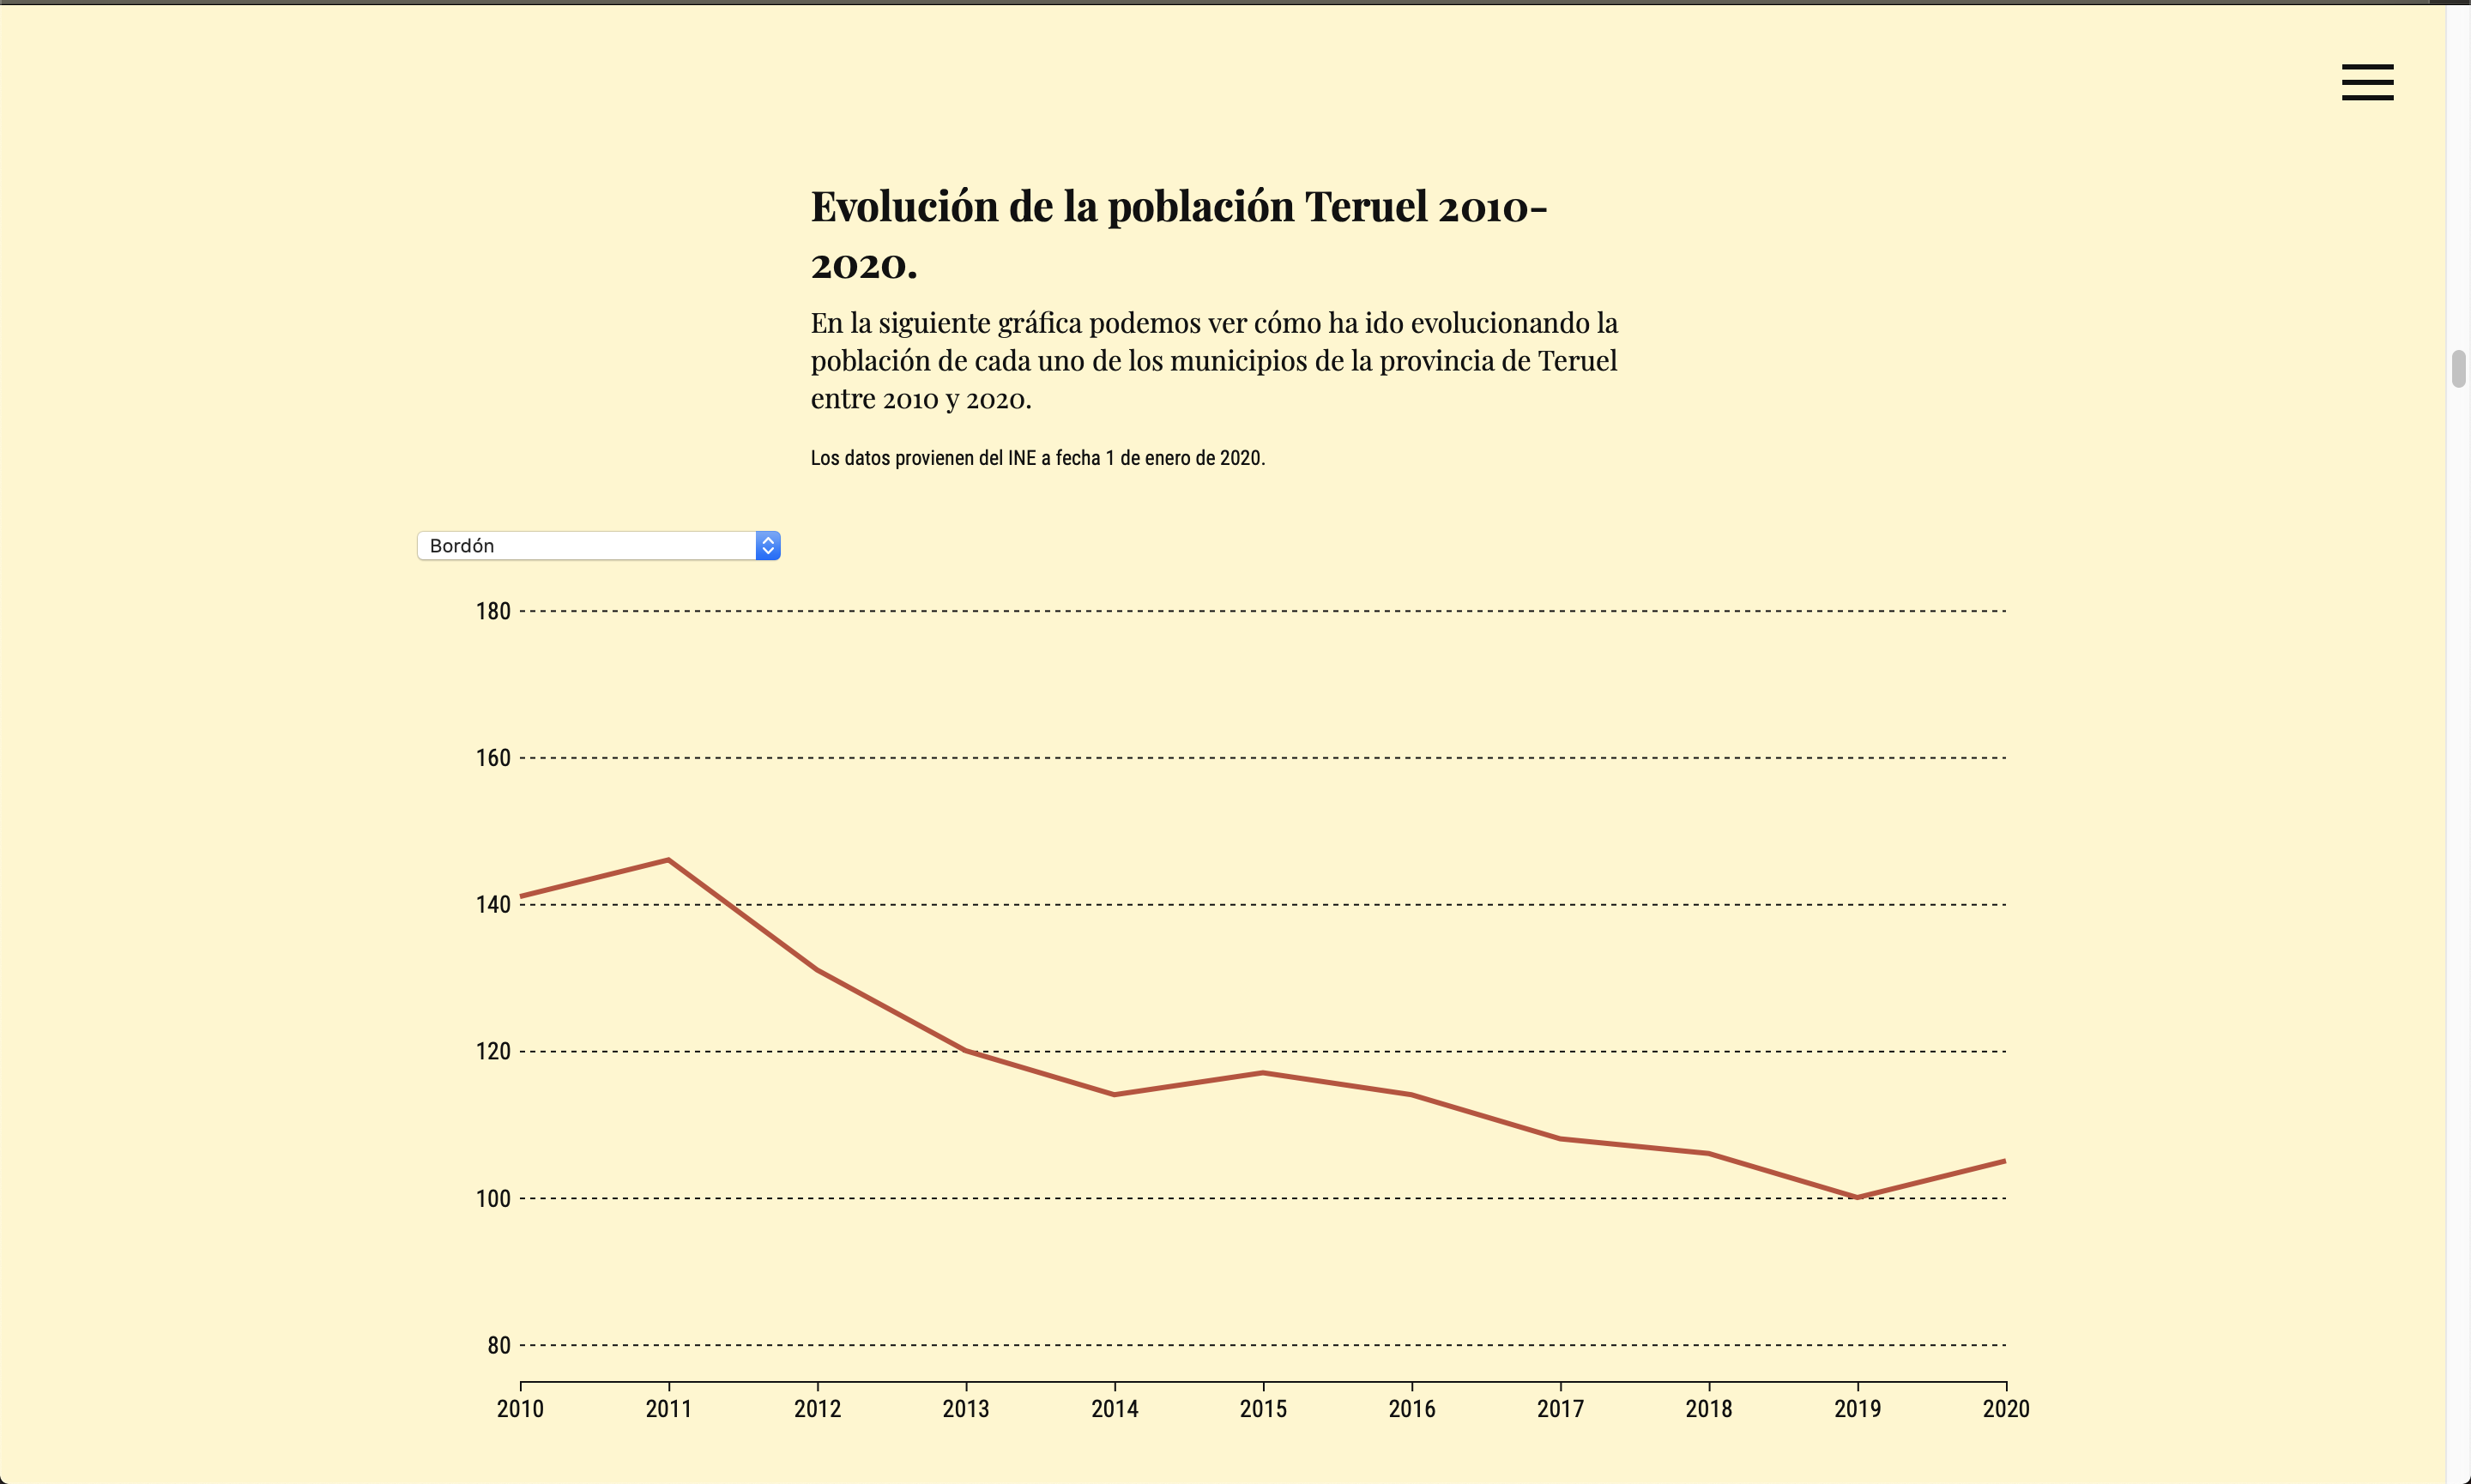 Evolución de la población Teruel 2010-
2020.
En la siguiente gráfica podemos ver cómo ha ido evolucionando la
población de cada uno de los municipios de la provincia de Teruel
entre 2010 y 2020.
Los datos provienen del INE a fecha 1 de enero de 2020.
Bordón
180
160
140
120
100
80
2010 2011 2012 2013 2014 2015 2016 2017 2018 2019 2020